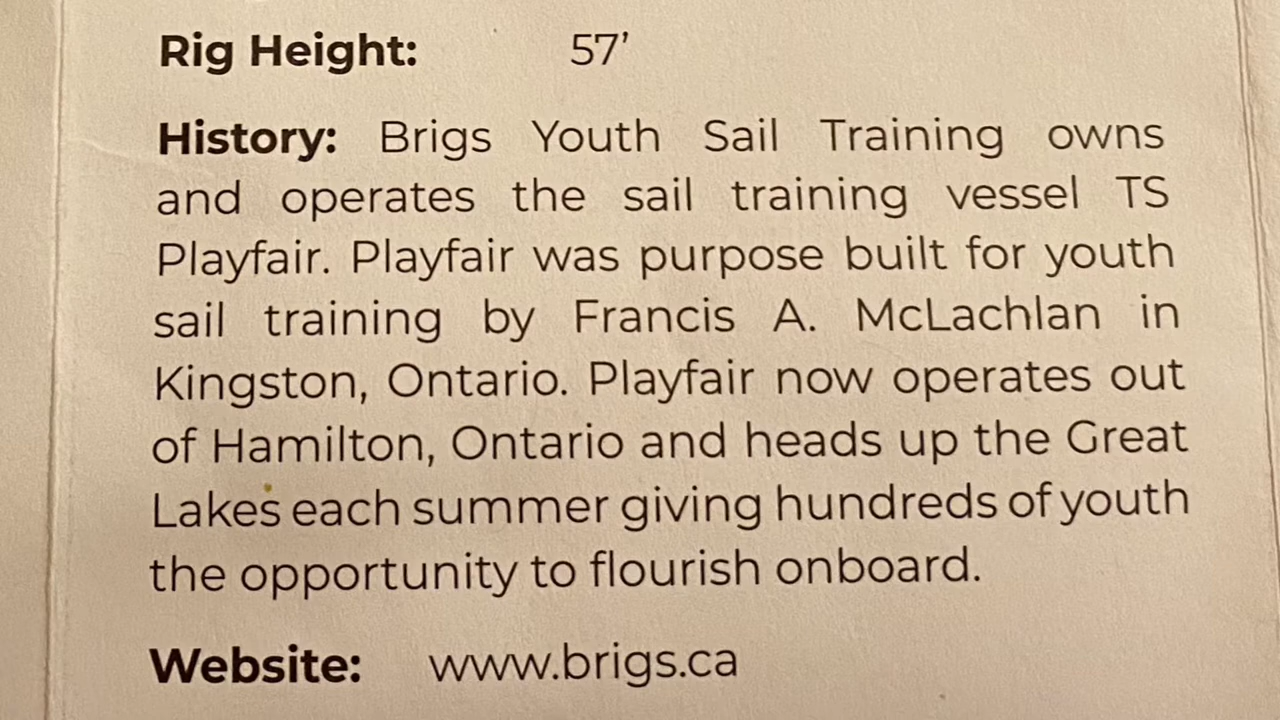 Rig Height: 57’
History: Brigs Youth Sail Training owns
and operates the sail training vessel TS
Playfair. Playfair was purpose built for youth
sail training by Francis A. McLachlan in
Kingston, Ontario. Playfair now operates out
of Hamilton, Ontario and heads up the Great
Lakes each summer giving hundreds of youth
the opportunity to flourish onboard.
Website: www.brigs.ca